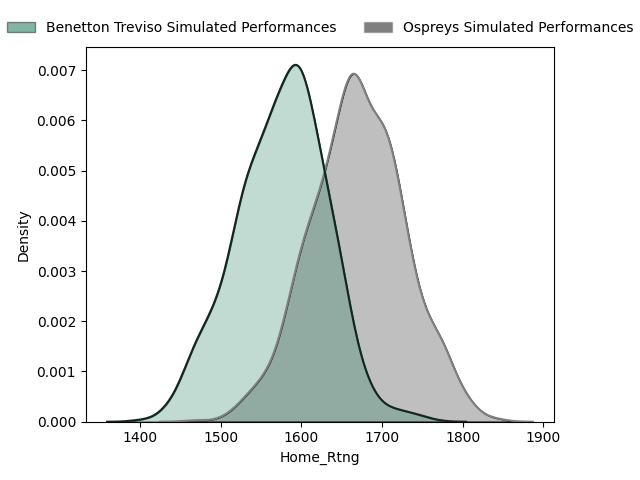 Benetton Treviso Simulated Performances Ospreys Simulated Performances
0.007
0.006
0.005
0.004
0.003
0.002
0.001
0.000
Density
1400 1500 1600 1700 1800 1900
Home_Rtng